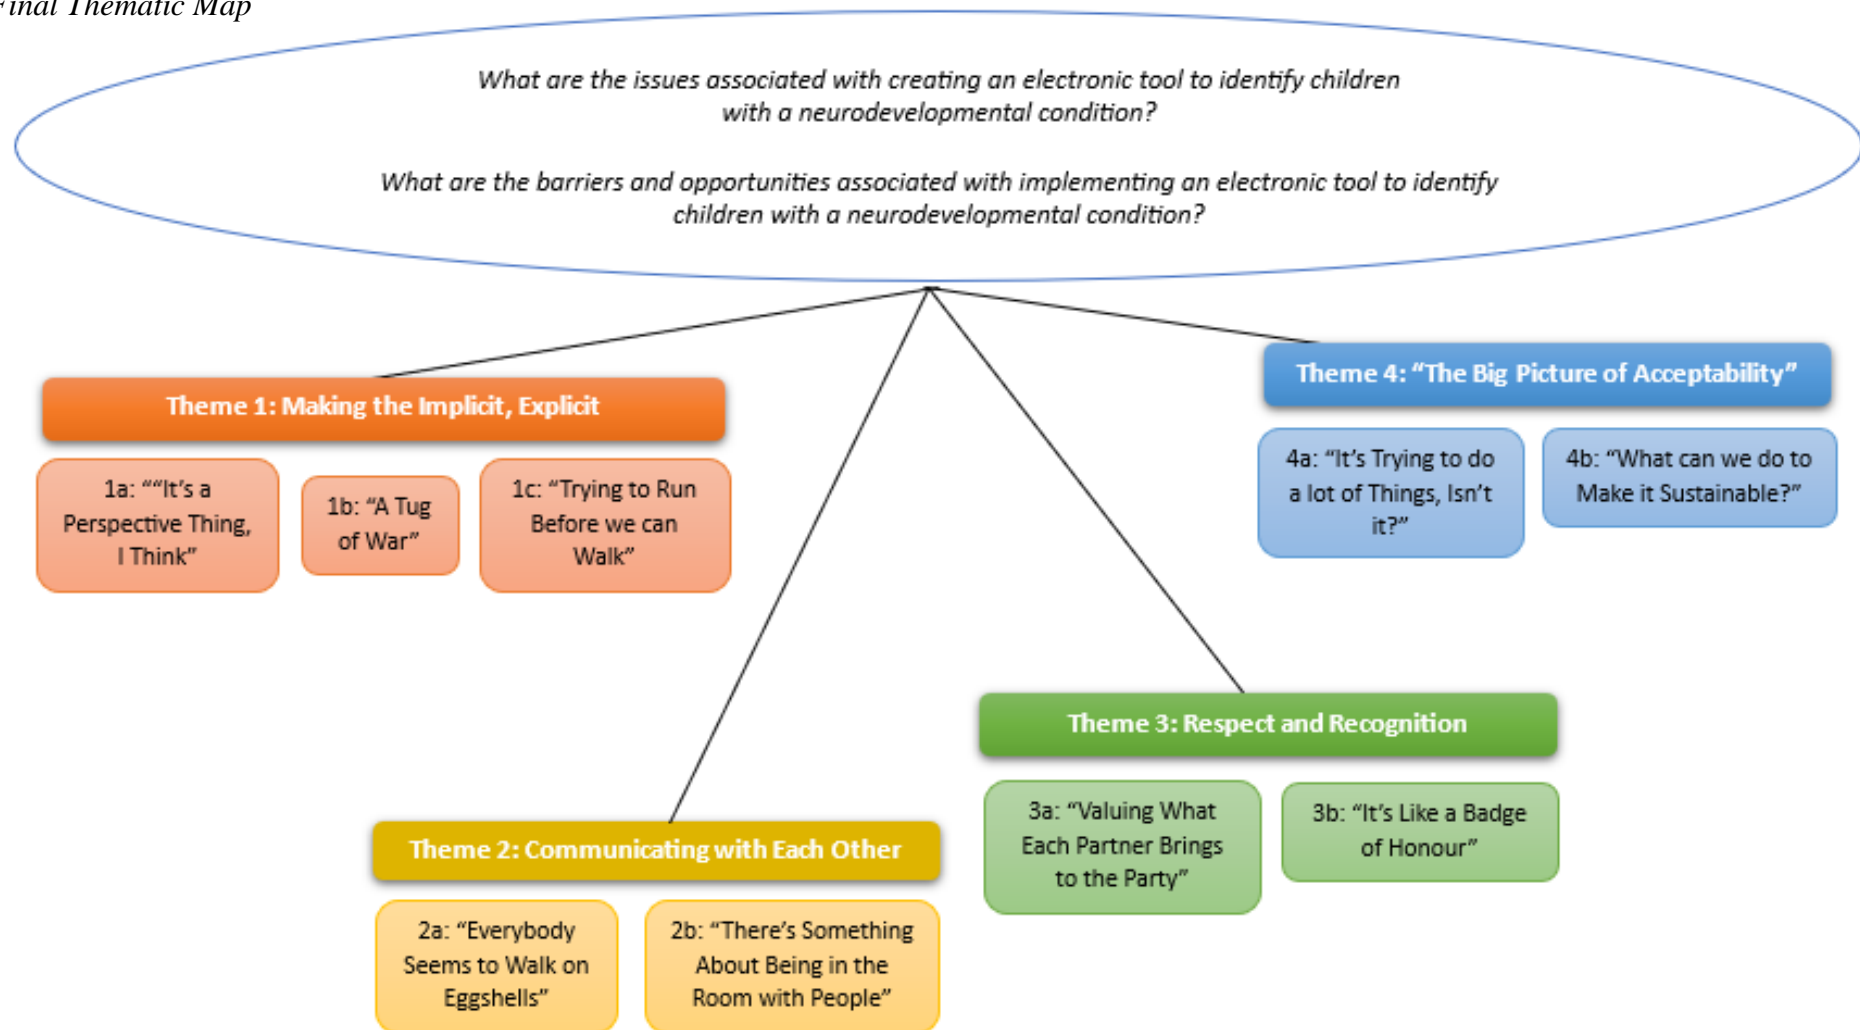 Final Thematic Map
What are the issues associated with creating an electronic tool to identify children
with a neurodevelopmental condition?
What are the barriers and opportunities associated with implementing an electronic tool to identify
children with a neurodevelopmental condition?
Theme 1: Making the Implicit, Explicit
1a: ““It’s a
Perspective Thing,
I Think”
1b: “A Tug
of War”
1c: “Trying to Run
Before we can
Walk”
Theme 2: Communicating with Each Other
2a: “Everybody
Seems to Walk on
Eggshells”
2b: “There’s Something
About Being in the
Room with People”
Theme 3: Respect and Recognition
3a: “Valuing What
Each Partner Brings
to the Party”
3b: “It’s Like a Badge
of Honour”
Theme 4: “The Big Picture of Acceptability”
4a: “It’s Trying to do
a lot of Things, Isn’t
it?”
4b: “What can we do to
Make it Sustainable?”